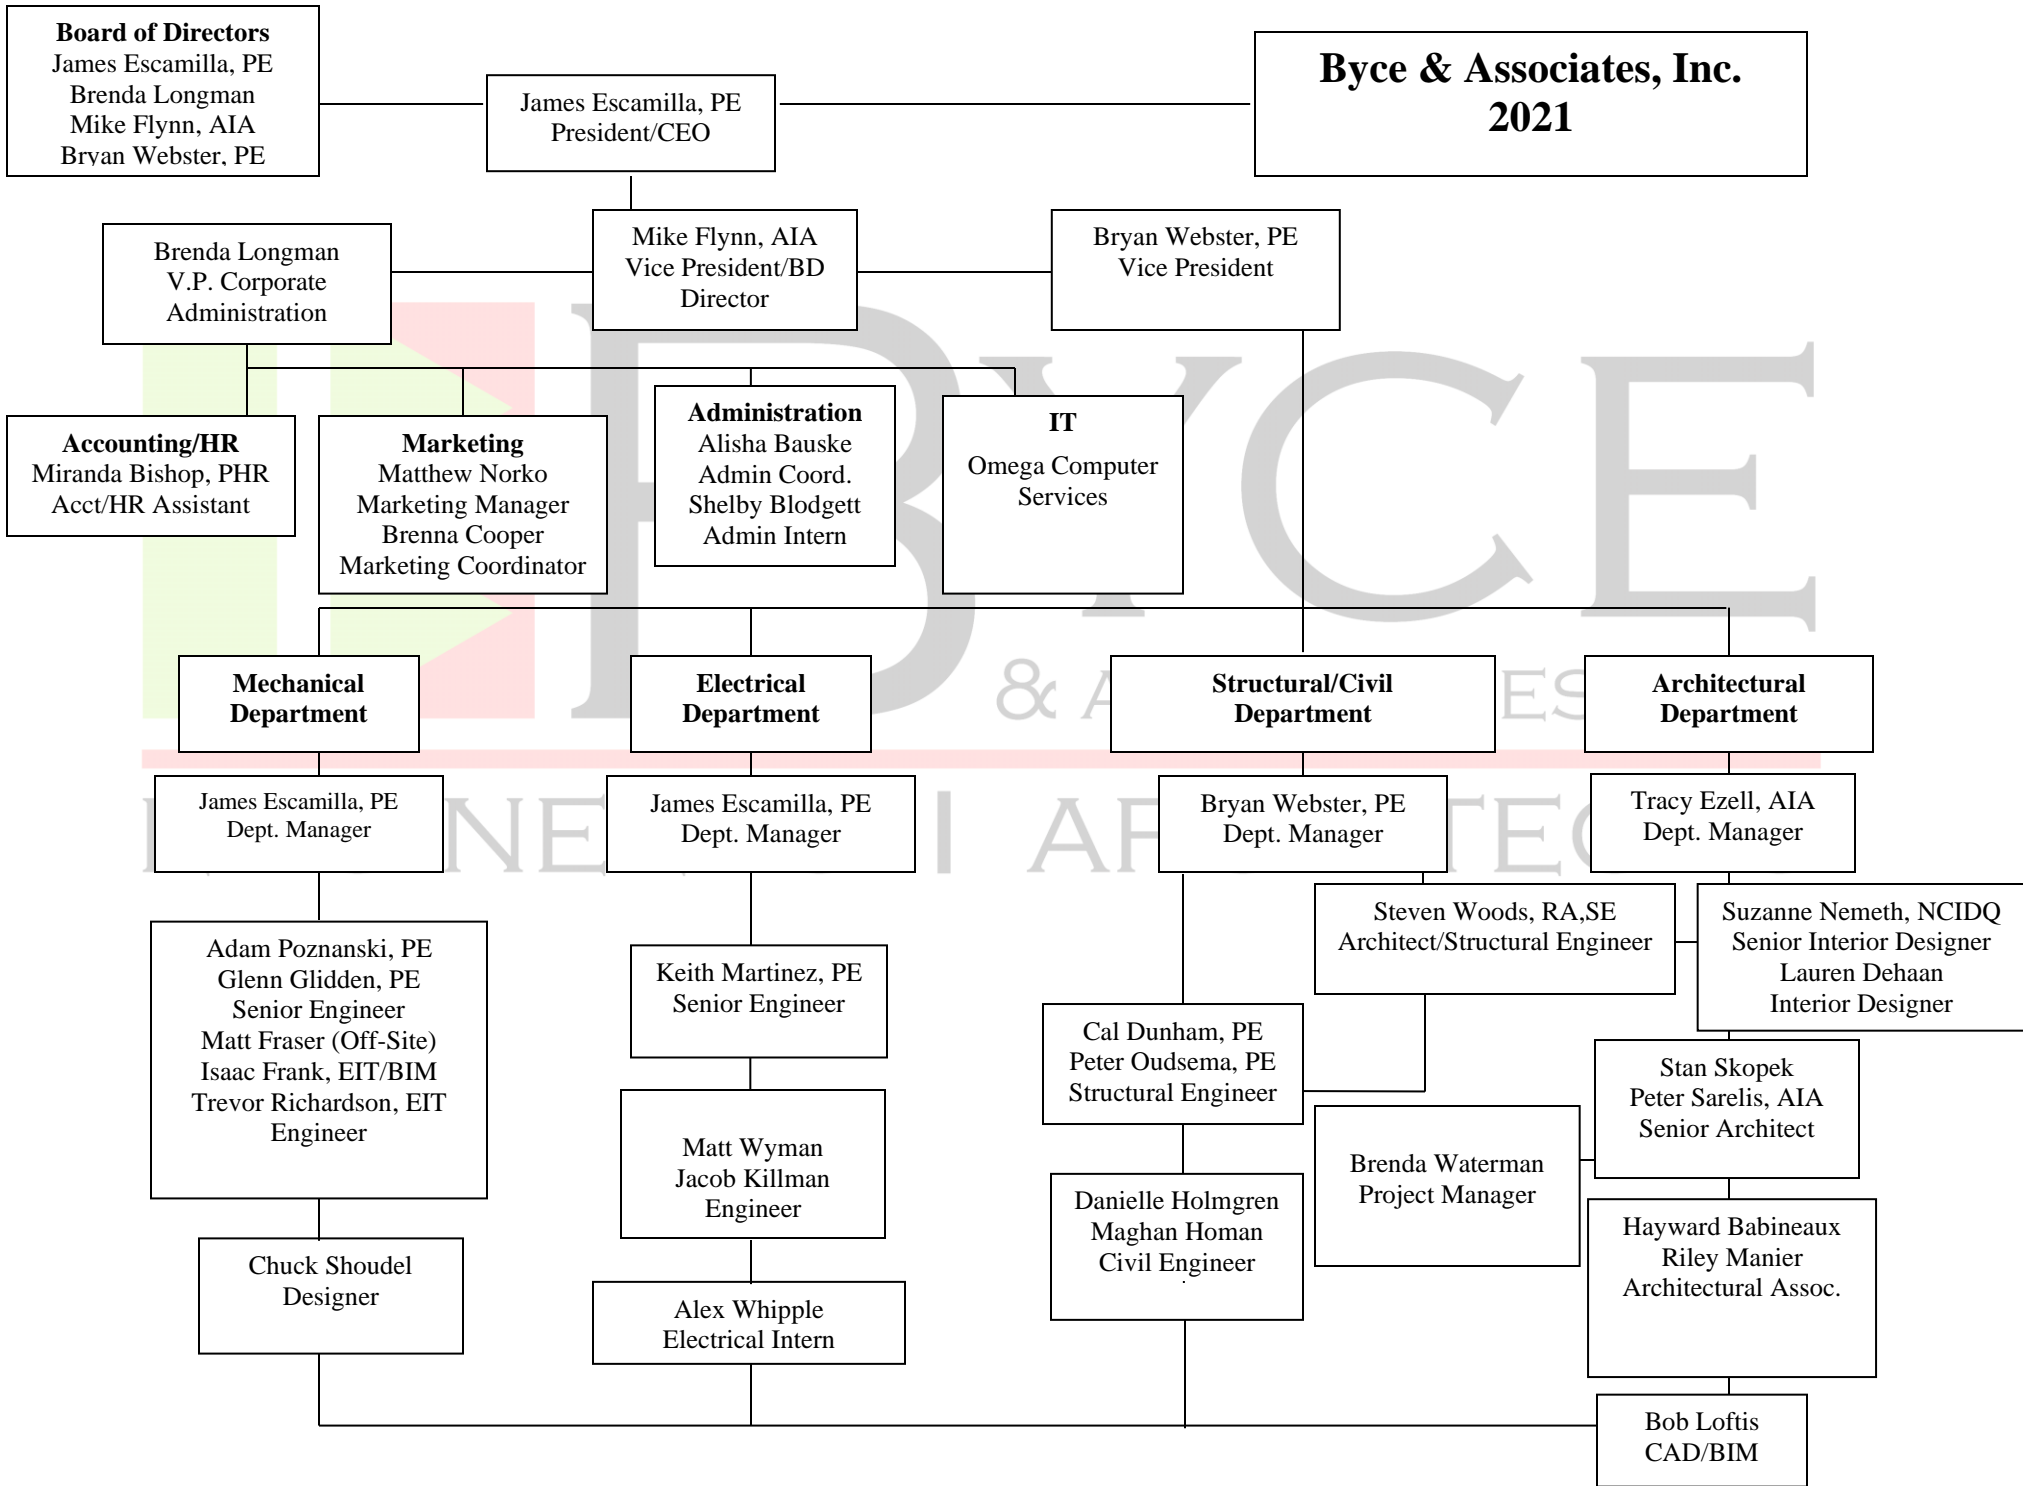 Board of Directors
James Escamilla, PE
Brenda Longman
Mike Flynn, AIA
Bryan Webster, PE
James Escamilla, PE
President/CEO
Byce & Associates, Inc.
2021
Brenda Longman
V.P. Corporate
Administration
Mike Flynn, AIA
Vice President/BD
Director
Bryan Webster, PE
Vice President
Accounting/HR
Miranda Bishop, PHR
Acct/HR Assistant
Marketing
Matthew Norko
Marketing Manager
Brenna Cooper
Marketing Coordinator
Administration
Alisha Bauske
Admin Coord.
Shelby Blodgett
Admin Intern
IT
Omega Computer
Services
BYCE
Mechanical
Department
Electrical
Department
Structural/Civil
Department
Architectural
Department
James Escamilla, PE
Dept. Manager
James Escamilla, PE
Dept. Manager
Bryan Webster, PE
Dept. Manager
Tracy Ezell, AIA
Dept. Manager
Adam Poznanski, PE
Glenn Glidden, PE
Senior Engineer
Matt Fraser (Off-Site)
Isaac Frank, EIT/BIM
Trevor Richardson, EIT
Engineer
Chuck Shoudel
Designer
Keith Martinez, PE
Senior Engineer
Matt Wyman
Jacob Killman
Engineer
Alex Whipple
Electrical Intern
Steven Woods, RA,SE
Architect/Structural Engineer
Cal Dunham, PE
Peter Oudsema, PE
Structural Engineer
Danielle Holmgren
Maghan Homan
Civil Engineer
.
Suzanne Nemeth, NCIDQ
Senior Interior Designer
Lauren Dehaan
Interior Designer
Stan Skopek
Peter Sarelis, AIA
Senior Architect
Brenda Waterman
Project Manager
Hayward Babineaux
Riley Manier
Architectural Assoc.
Bob Loftis
CAD/BIM